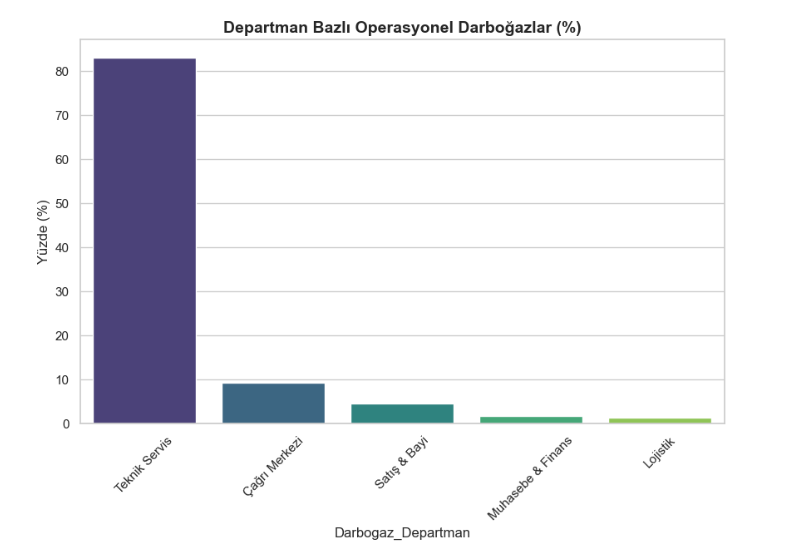 Departman Bazlı Operasyonel Darboğazlar (%)
Yüzde (%)
80
70
60
50
40
30
20
10
0
Teknik Servis
Çağrı Merkezi
Satış & Bayi
Muhasebe & Finans
Lojistik
Darbogaz_Departman